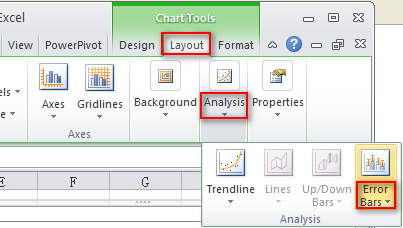 Excel
Chart Tools
View PowerPivot Design Layout Format
els
e
Axes Gridlines Background Analysis Properties
Axes
E F G
Trendline Lines Up/Down Bars Error Bars
Analysis